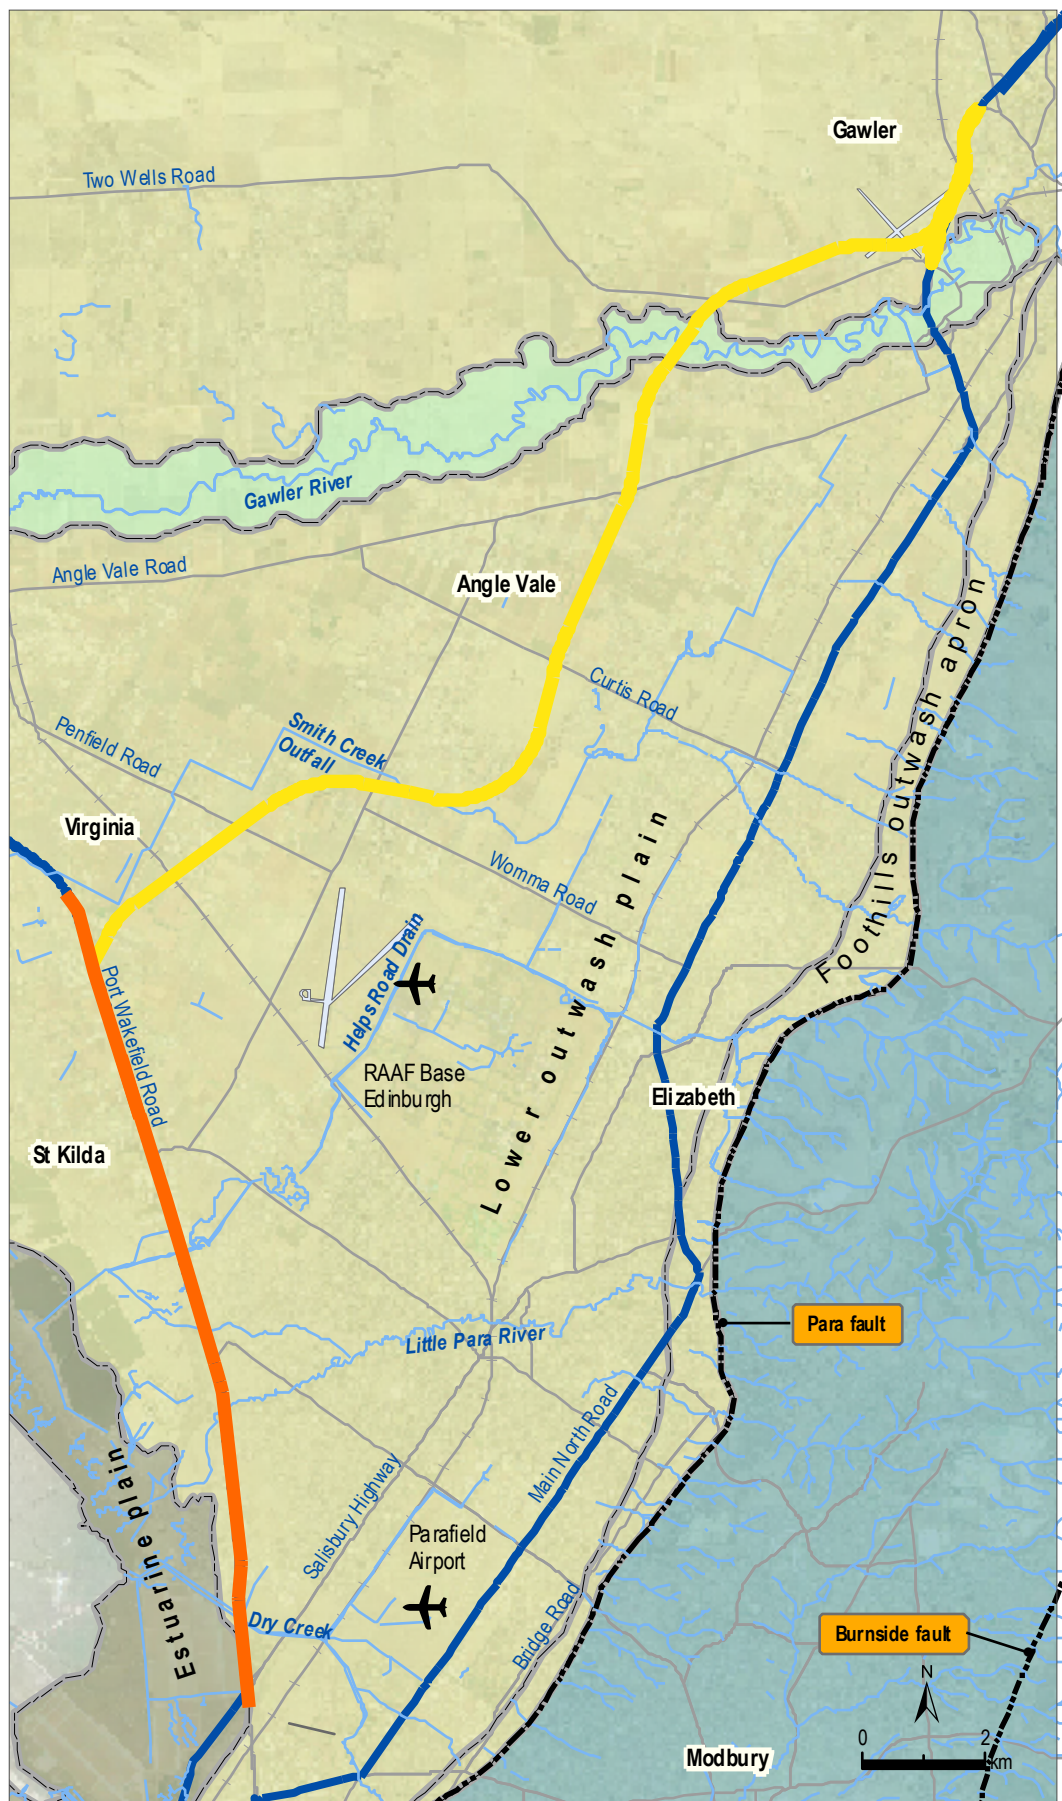 Gawler
Two Wells Road
Gawler River
Angle Vale Road
Angle Vale
Foothills outwash apron
Curtis Road
Smith Creek
Outfall
Penfield Road
Virginia
Lower outwash plain
Womma Road
Helps Road Drain
Port Wakefield Road
RAAF Base
Edinburgh
Elizabeth
St Kilda
Para fault
Little Para River
Main North Road
Salisbury Highway
Estuarine plain
Parafield
Airport
Bridge Road
Dry Creek
Burnside fault
N
0
2
km
Modbury